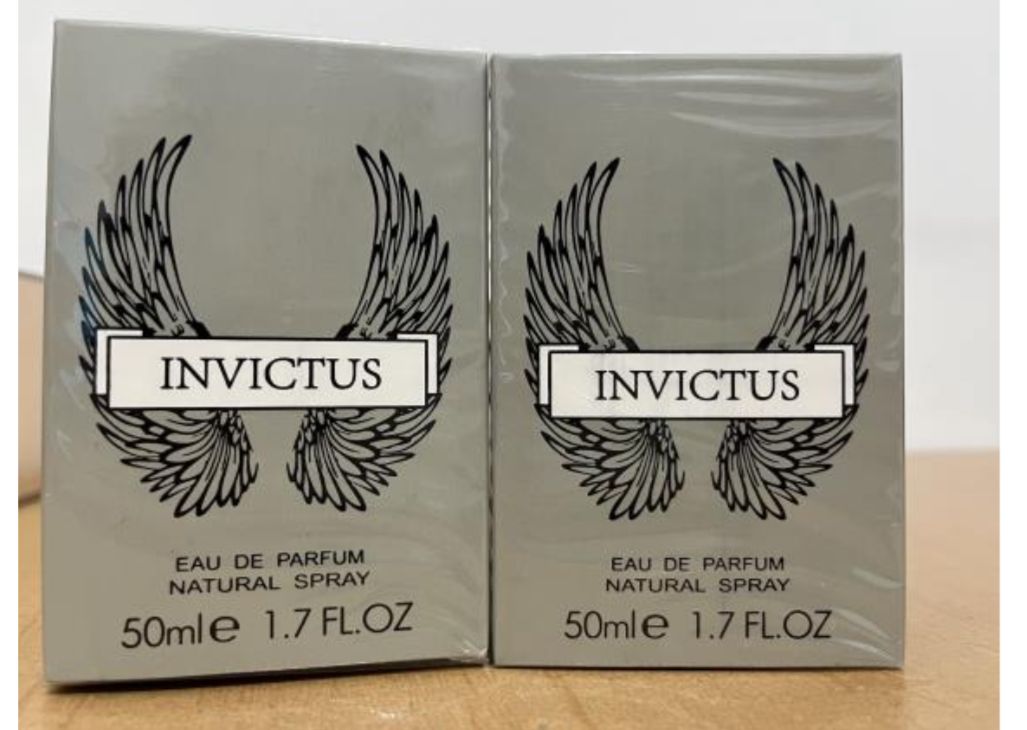 INVICTUS
EAU DE PARFUM
NATURAL SPRAY
50ml℮ 1.7 FL.OZ
INVICTUS
EAU DE PARFUM
NATURAL SPRAY
50ml℮ 1.7 FL.OZ